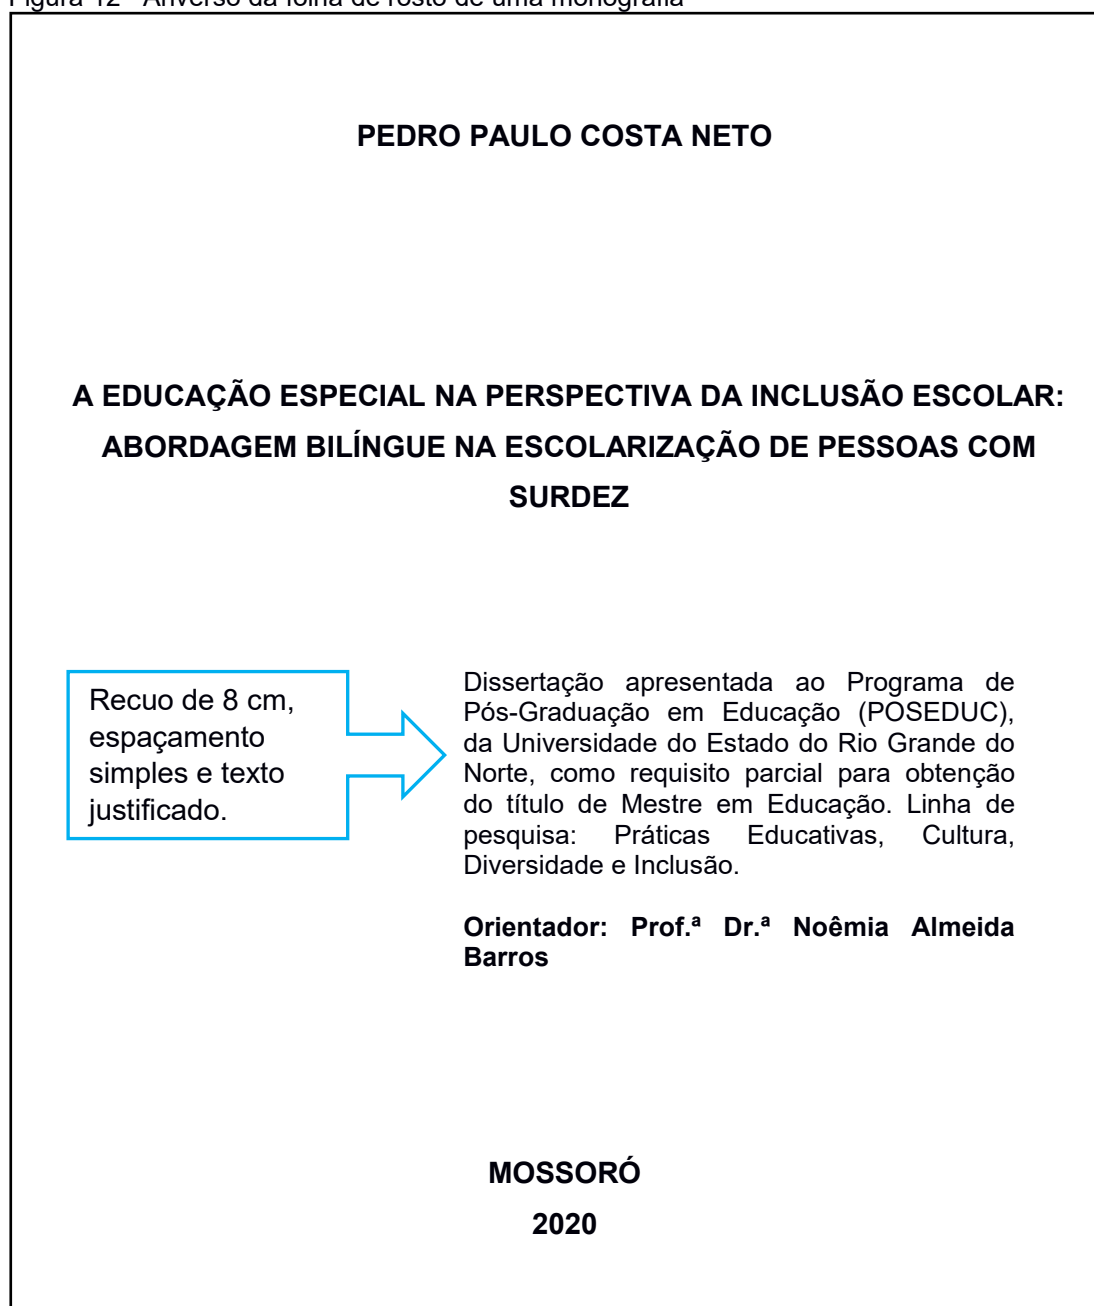 Figura 12 - Anverso da folha de rosto de uma monografia
PEDRO PAULO COSTA NETO
A EDUCAÇÃO ESPECIAL NA PERSPECTIVA DA INCLUSÃO ESCOLAR:
ABORDAGEM BILÍNGUE NA ESCOLARIZAÇÃO DE PESSOAS COM
SURDEZ
Recuo de 8 cm,
espaçamento
simples e texto
justificado.
Dissertação apresentada ao Programa de
Pós-Graduação em Educação (POSEDUC),
da Universidade do Estado do Rio Grande do
Norte, como requisito parcial para obtenção
do título de Mestre em Educação. Linha de
pesquisa: Práticas Educativas, Cultura,
Diversidade e Inclusão.
Orientador: Prof.ª Dr.ª Noêmia Almeida
Barros
MOSSORÓ
2020